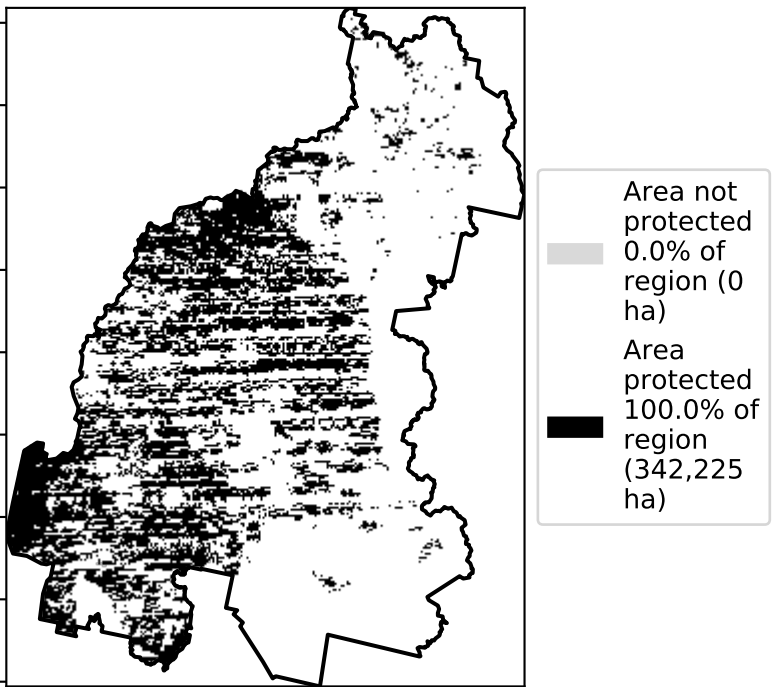 Area not
protected
0.0% of
region (0
ha)
Area
protected
100.0% of
region
(342,225
ha)